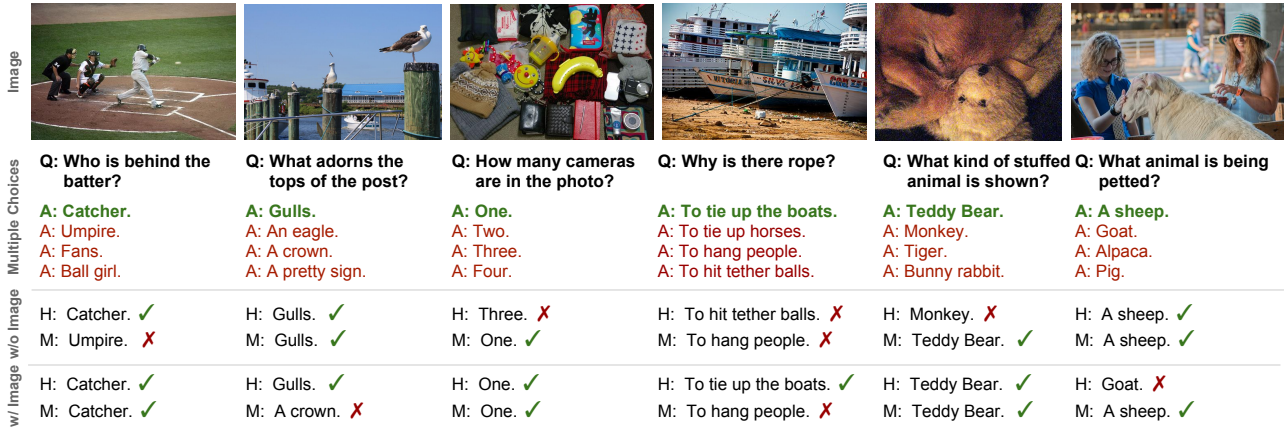 Image
Q: Who is behind the
batter?
Q: What adorns the
tops of the post?
Q: How many cameras
are in the photo?
Q: Why is there rope?
Q: What kind of stuffed
animal is shown?
Q: What animal is being
petted?
Multiple Choices
A: Catcher.
A: Umpire.
A: Fans.
A: Ball girl.
A: Gulls.
A: An eagle.
A: A crown.
A: A pretty sign.
A: One.
A: Two.
A: Three.
A: Four.
A: To tie up the boats.
A: To tie up horses.
A: To hang people.
A: To hit tether balls.
A: Teddy Bear.
A: Monkey.
A: Tiger.
A: Bunny rabbit.
A: A sheep.
A: Goat.
A: Alpaca.
A: Pig.
w/o Image
H: Catcher. ✓
M: Umpire. ✗
H: Gulls. ✓
M: Gulls. ✓
H: Three. ✗
M: One. ✓
H: To hit tether balls. ✗
M: To hang people. ✗
H: Monkey. ✗
M: Teddy Bear. ✓
H: A sheep. ✓
M: A sheep. ✓
w/ Image
H: Catcher. ✓
M: Catcher. ✓
H: Gulls. ✓
M: A crown. ✗
H: One. ✓
M: One. ✓
H: To tie up the boats. ✓
M: To hang people. ✗
H: Teddy Bear. ✓
M: Teddy Bear. ✓
H: Goat. ✗
M: A sheep. ✓